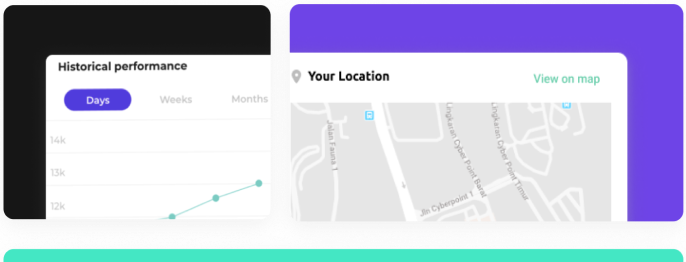 Historical performance
Days Weeks Months
14k
13k
12k
Your Location
View on map
Jalan Fauna 1
Lingkaran Cyber Point Barat
Lingkaran Cyber Point Timur
Jln Cyberpoint 1